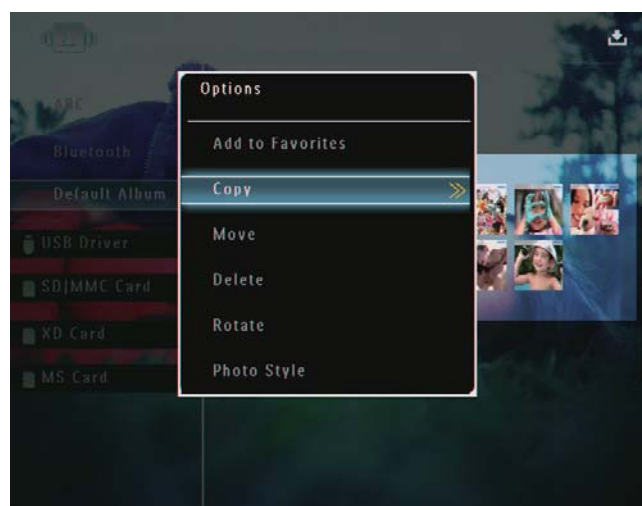 Options
Add to Favorites
Copy
Move
Delete
Rotate
Photo Style
ABC
Bluetooth
Default Album
USB Driver
SD|MMC Card
XD Card
MS Card